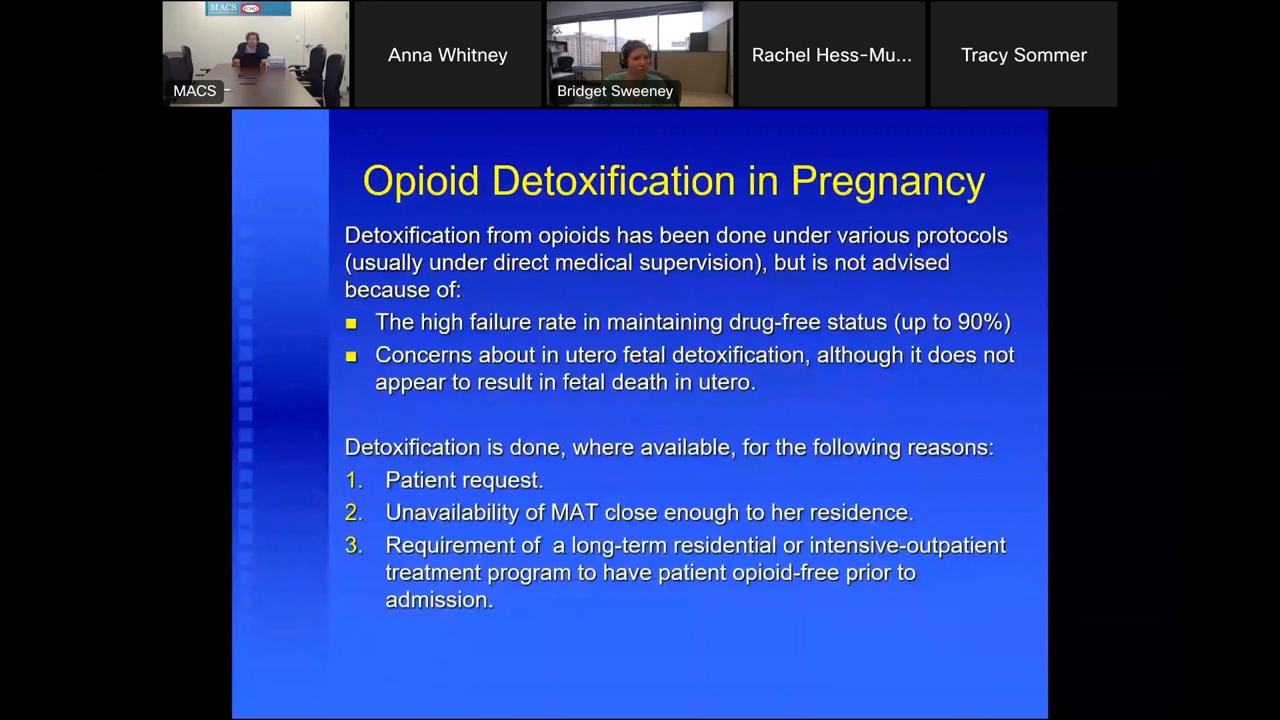 MACS
ECHO
MACS
Anna Whitney
Bridget Sweeney
Rachel Hess-Mu...
Tracy Sommer
Opioid Detoxification in Pregnancy
Detoxification from opioids has been done under various protocols
(usually under direct medical supervision), but is not advised
because of:
The high failure rate in maintaining drug-free status (up to 90%)
Concerns about in utero fetal detoxification, although it does not
appear to result in fetal death in utero.
Detoxification is done, where available, for the following reasons:
1. Patient request.
2. Unavailability of MAT close enough to her residence.
3. Requirement of a long-term residential or intensive-outpatient
treatment program to have patient opioid-free prior to
admission.